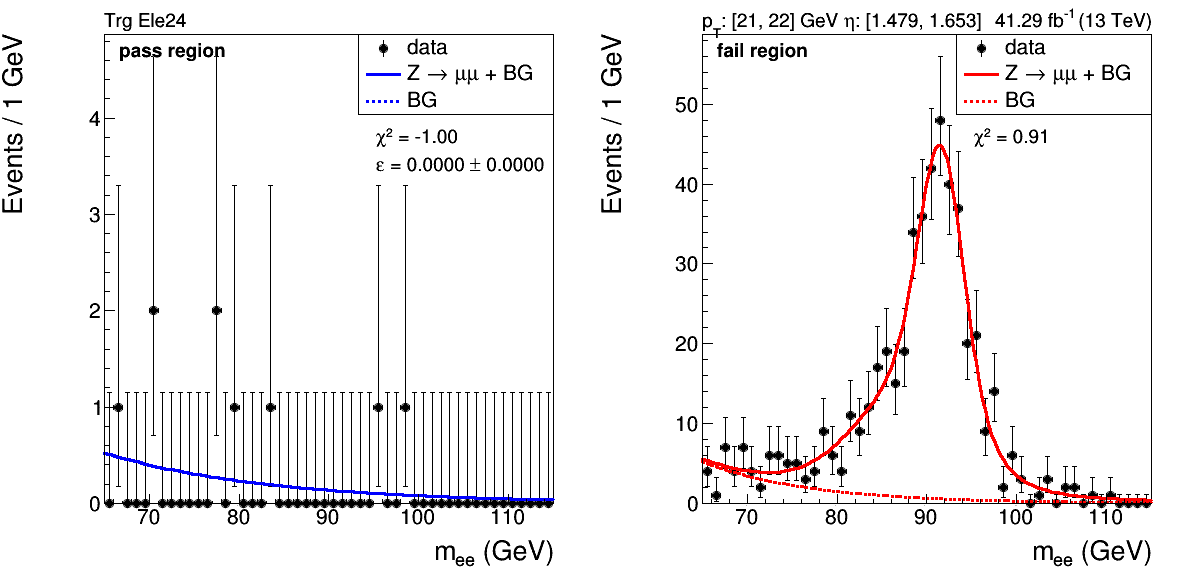 Trg Ele24
pass region
data
Z → μμ + BG
BG
χ² = -1.00
ε = 0.0000 ± 0.0000
Events / 1 GeV
0
1
2
3
4
70
80
90
100
110
m_ee (GeV)
p_T: [21, 22] GeV η: [1.479, 1.653] 41.29 fb⁻¹ (13 TeV)
fail region
data
Z → μμ + BG
BG
χ² = 0.91
Events / 1 GeV
0
10
20
30
40
50
70
80
90
100
110
m_ee (GeV)